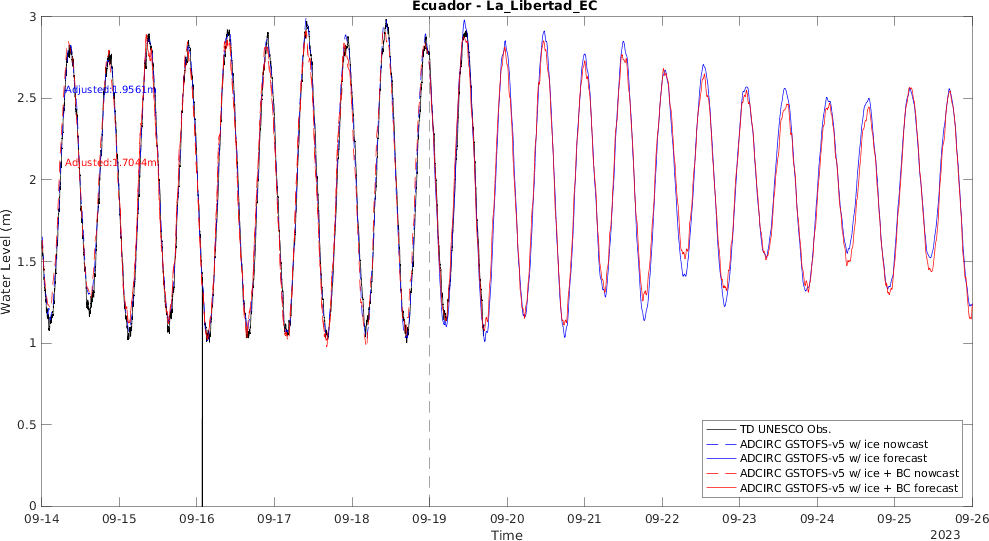 Ecuador - La_Libertad_EC
3
2.5
2
1.5
1
0.5
0
Water Level (m)
Adjusted:1.9561m
Adjusted:1.7044m
TD UNESCO Obs.
ADCIRC GSTOFS-v5 w/ ice nowcast
ADCIRC GSTOFS-v5 w/ ice forecast
ADCIRC GSTOFS-v5 w/ ice + BC nowcast
ADCIRC GSTOFS-v5 w/ ice + BC forecast
09-14 09-15 09-16 09-17 09-18 09-19 09-20 09-21 09-22 09-23 09-24 09-25 09-26
Time
2023